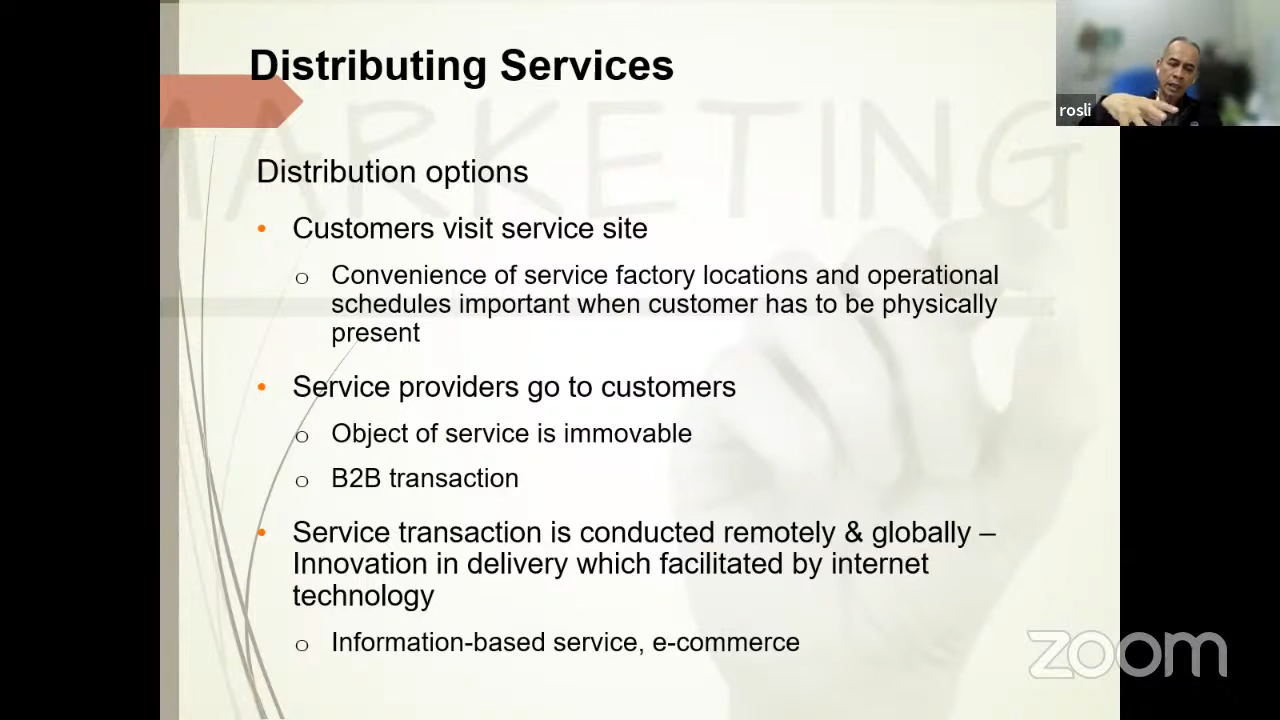 Distributing Services
rosli
MARKETING
Distribution options
• Customers visit service site
o Convenience of service factory locations and operational
schedules important when customer has to be physically
present
• Service providers go to customers
o Object of service is immovable
o B2B transaction
• Service transaction is conducted remotely & globally –
Innovation in delivery which facilitated by internet
technology
o Information-based service, e-commerce
zoom